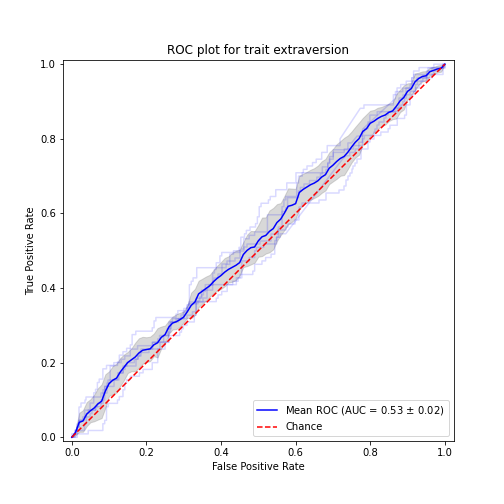 ROC plot for trait extraversion
True Positive Rate
1.0
0.8
0.6
0.4
0.2
0.0
Mean ROC (AUC = 0.53 ± 0.02)
Chance
0.0 0.2 0.4 0.6 0.8 1.0
False Positive Rate